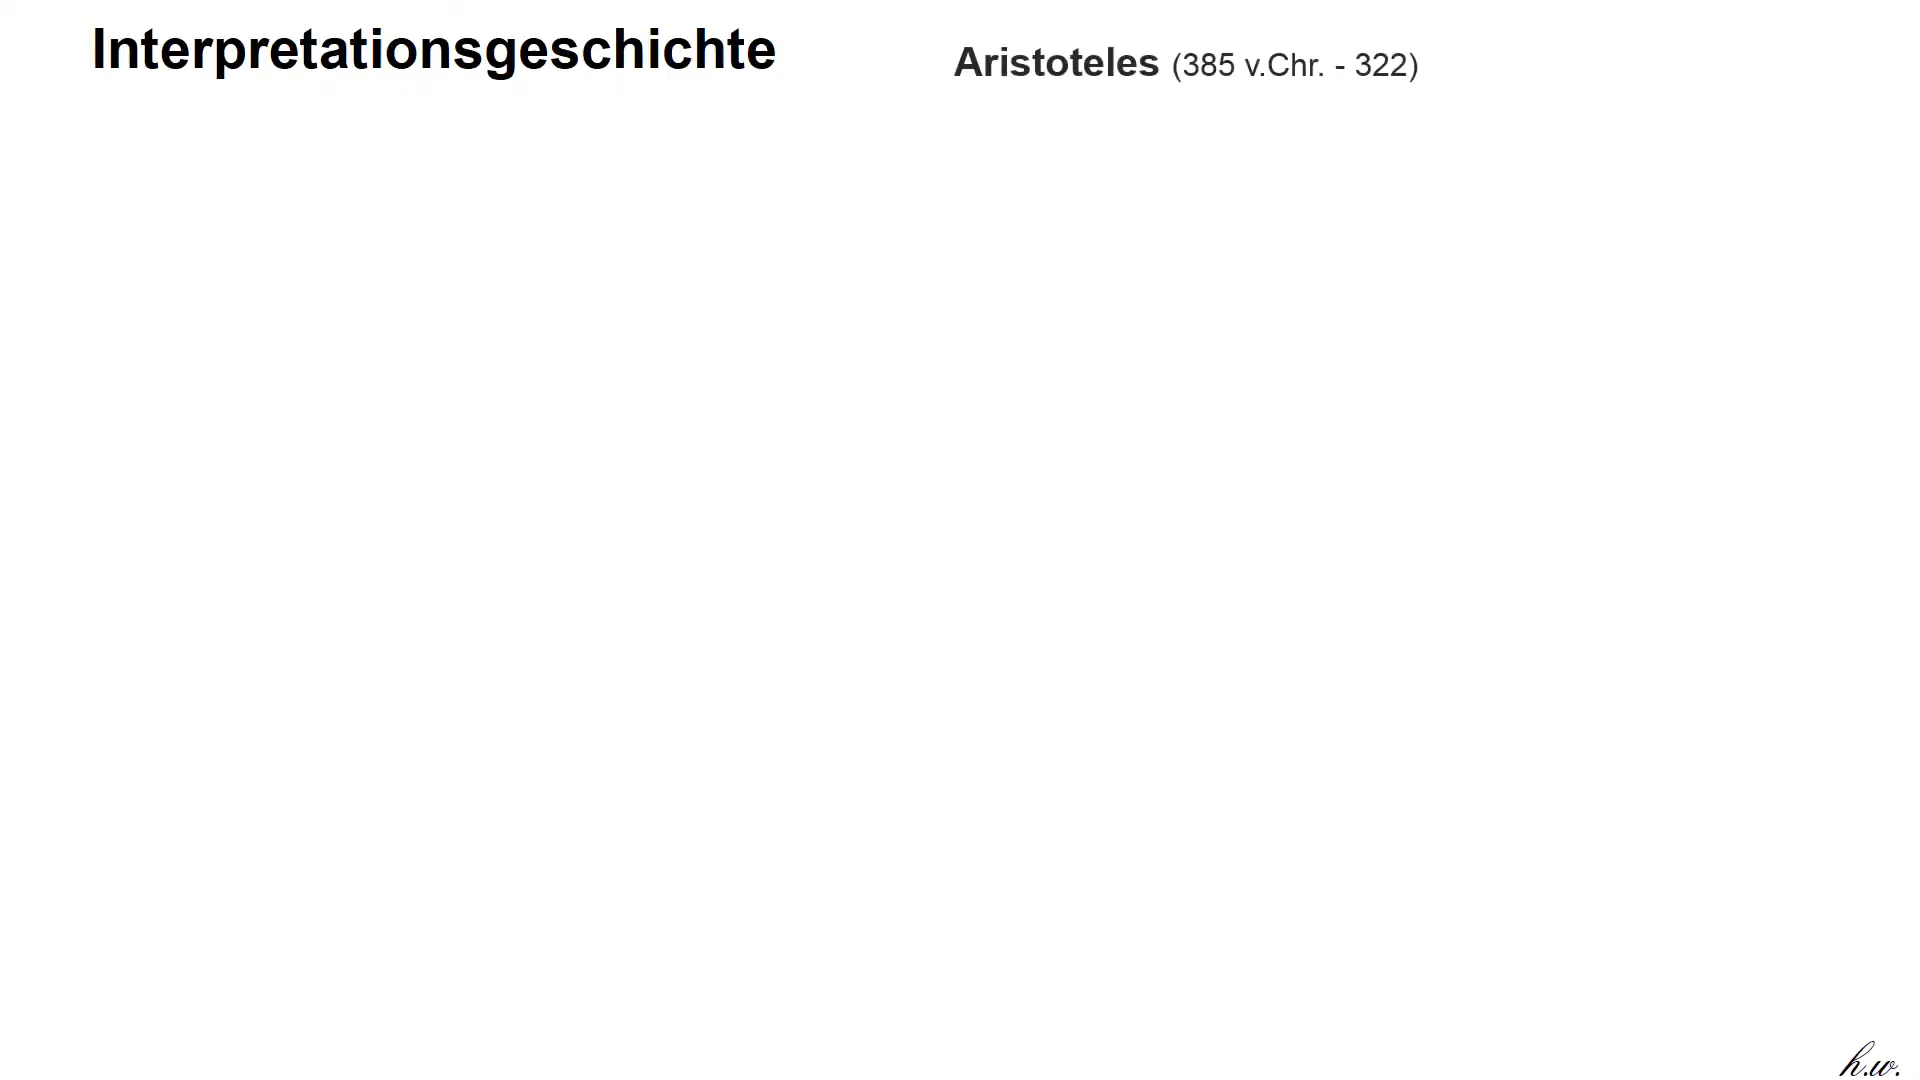 Interpretationsgeschichte
Aristoteles (385 v.Chr. - 322)
h.w.